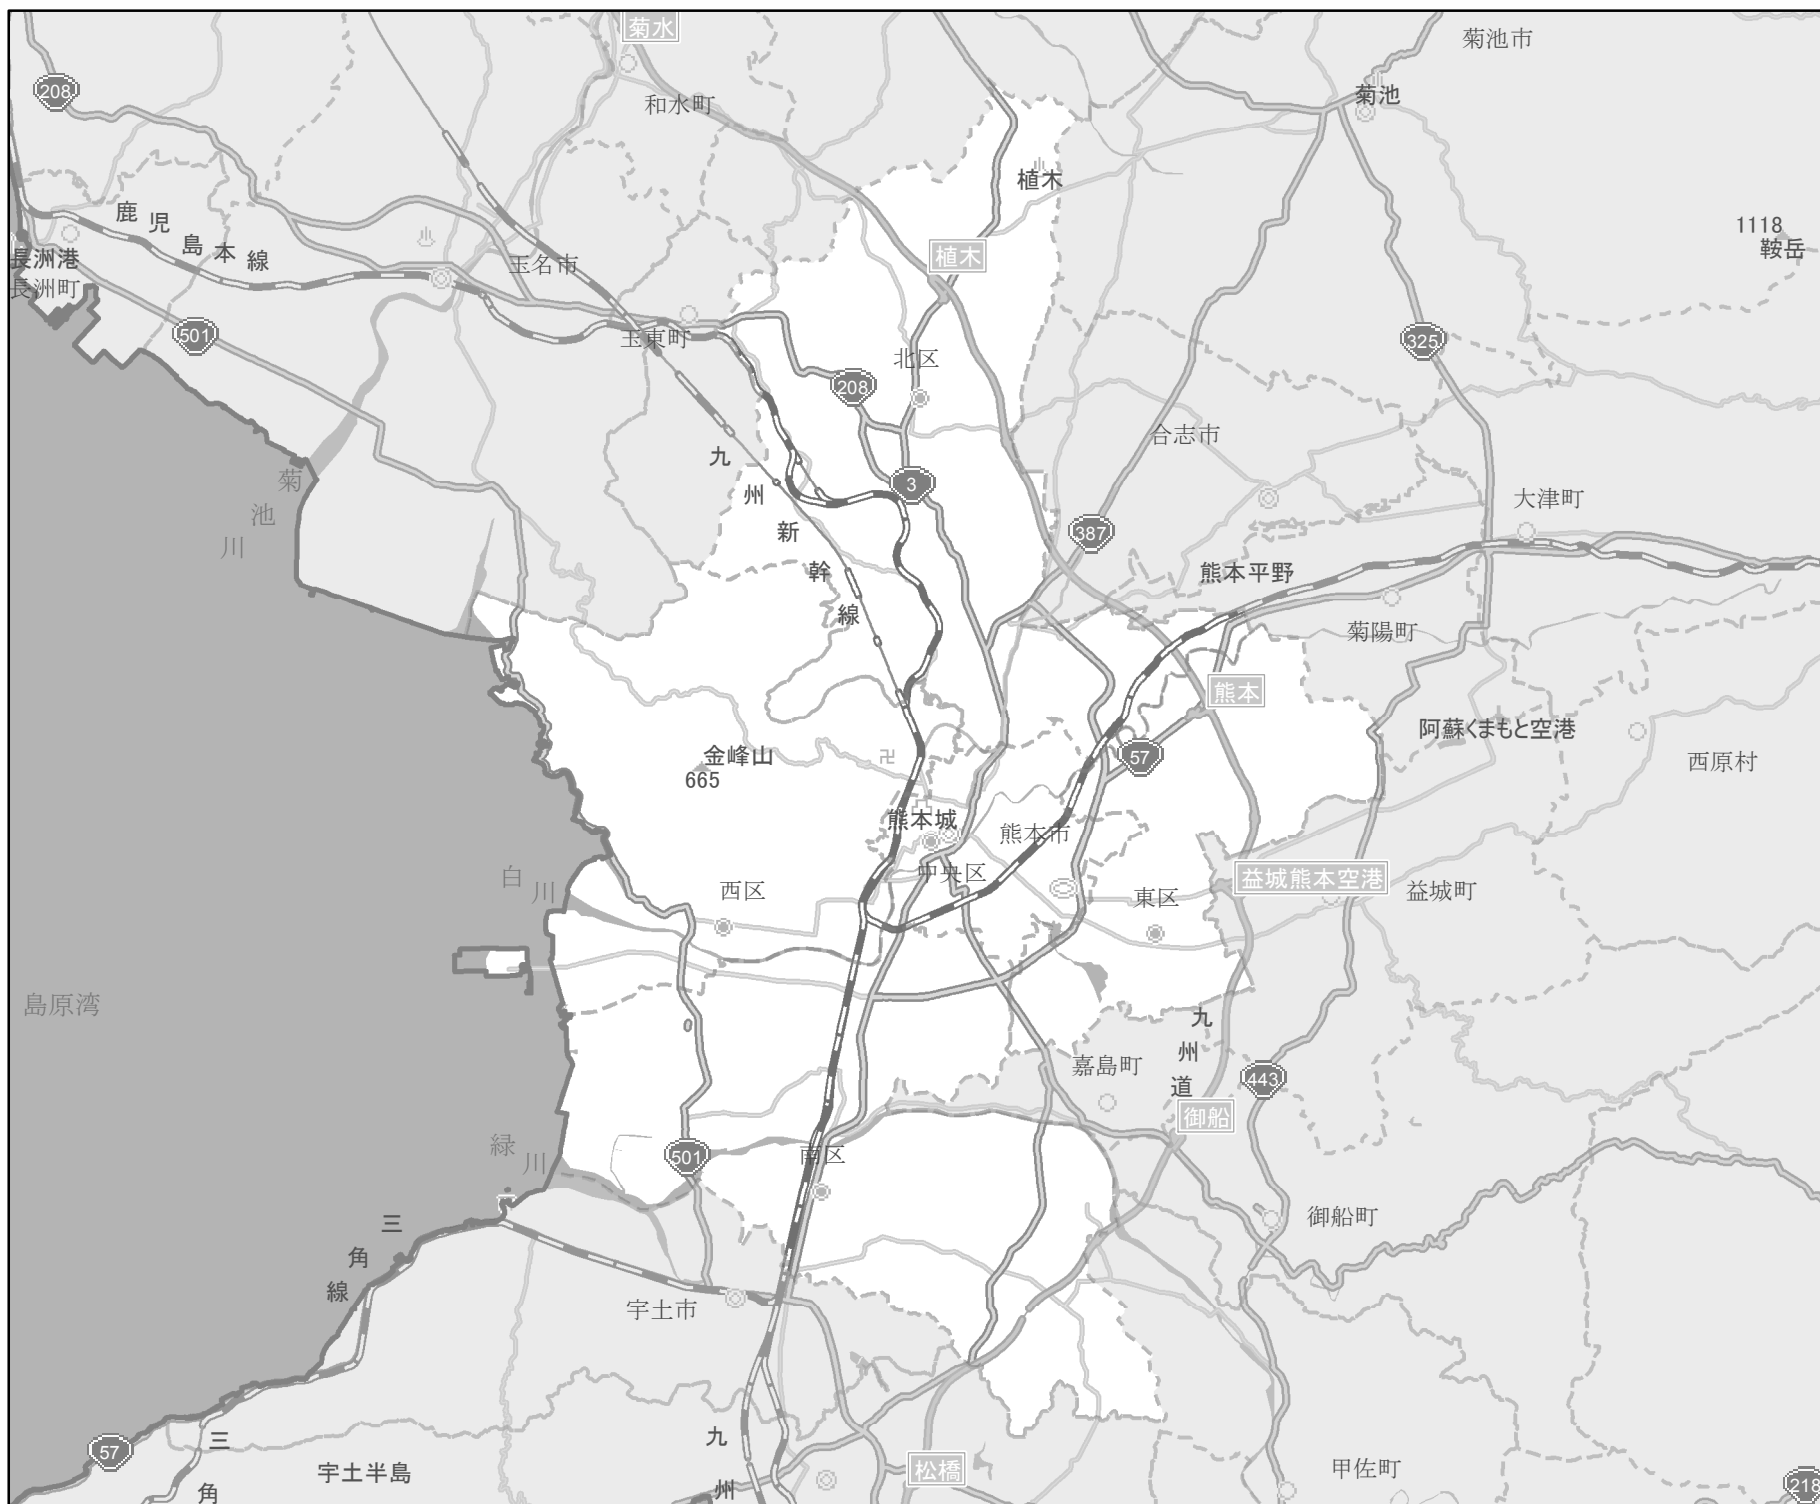 菊水
菊池市
208
菊池
和水町
植木
鹿児島本線
1118
鞍岳
長洲港
長洲町
玉名市
植木
501
玉東町
325
北区
208
合志市
九州新幹線
菊池川
3
大津町
387
熊本平野
菊陽町
熊本
阿蘇くまもと空港
金峰山
665
57
西原村
熊本城
熊本市
中央区
白川
西区
東区
益城熊本空港
益城町
島原湾
九州道
嘉島町
443
御船
緑川
501
南区
三角線
御船町
宇土市
57
三角
宇土半島
九州
松橋
甲佐町
218